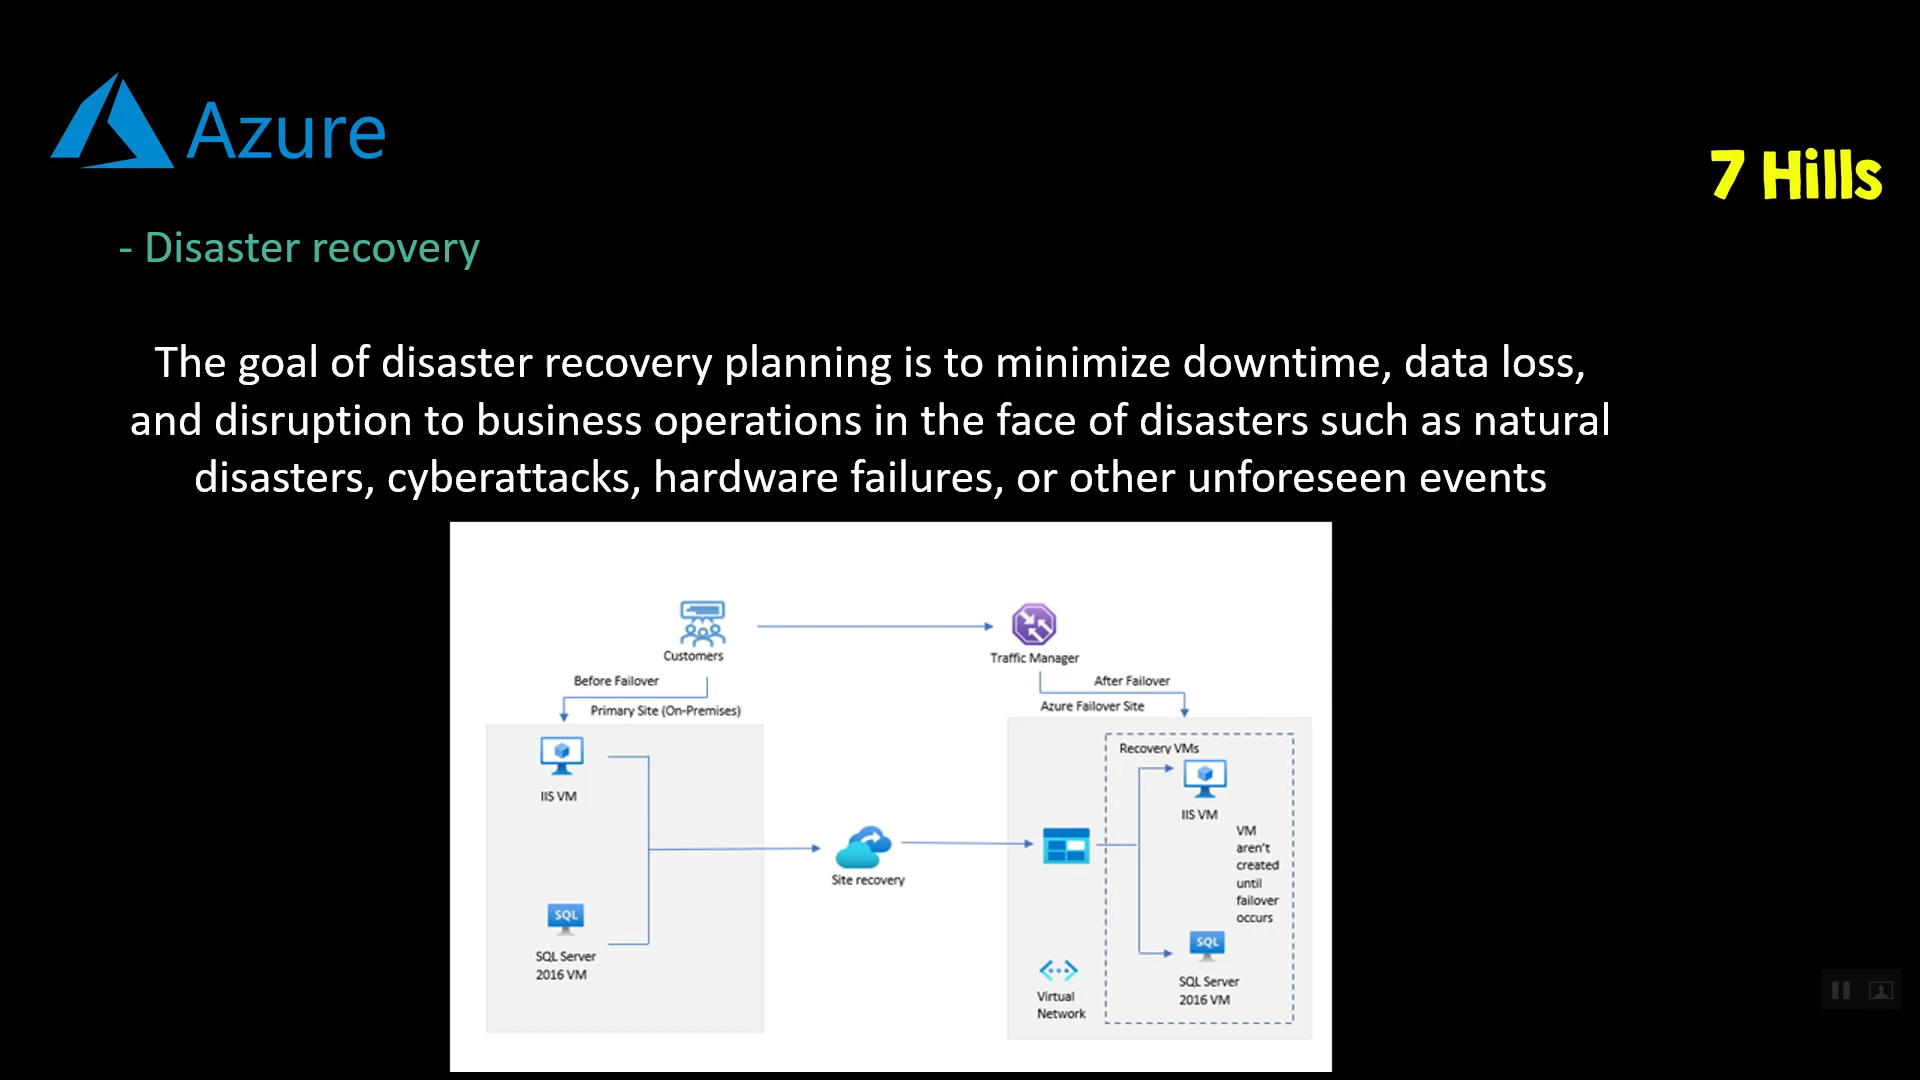 Azure
7 Hills
- Disaster recovery
The goal of disaster recovery planning is to minimize downtime, data loss,
and disruption to business operations in the face of disasters such as natural
disasters, cyberattacks, hardware failures, or other unforeseen events
Customers
Traffic Manager
Before Failover
After Failover
Primary Site (On-Premises)
Azure Failover Site
IIS VM
SQL
SQL Server
2016 VM
Site recovery
Recovery VMs
IIS VM
VM
aren't
created
until
failover
occurs
SQL
SQL Server
2016 VM
Virtual
Network